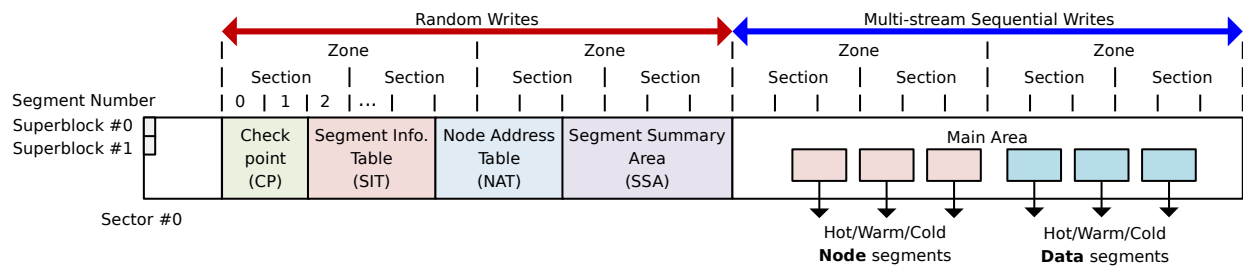 Random Writes
Multi-stream Sequential Writes
Zone
Zone
Zone
Zone
Section
Section
Section
Section
Section
Section
Section
Section
Segment Number
0
1
2
...
Superblock #0
Superblock #1
Check
point
(CP)
Segment Info.
Table
(SIT)
Node Address
Table
(NAT)
Segment Summary
Area
(SSA)
Main Area
Sector #0
Hot/Warm/Cold
Node segments
Hot/Warm/Cold
Data segments